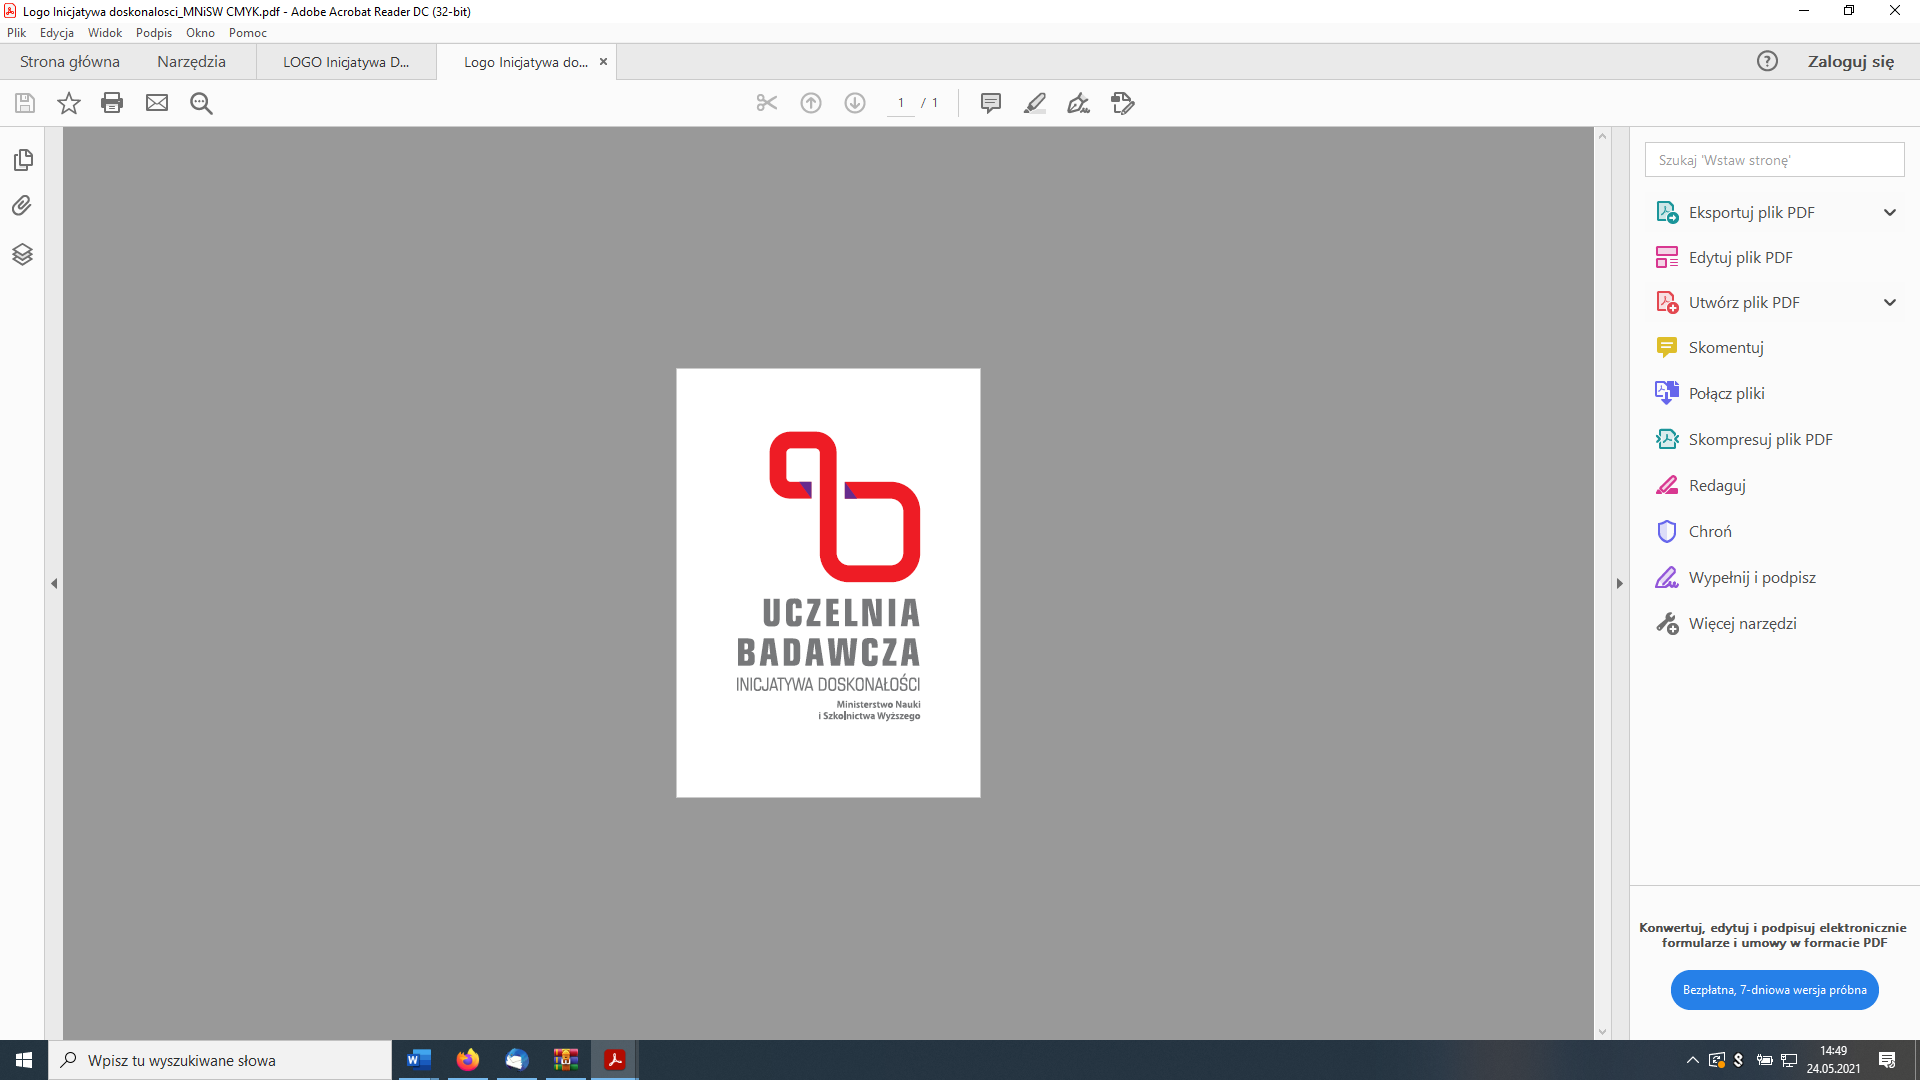 Logo Inicjatywa doskonalosci_MNiSW CMYK.pdf - Adobe Acrobat Reader DC (32-bit)
Plik Edycja Widok Podpis Okno Pomoc
Strona główna Narzędzia LOGO Inicjatywa D... Logo Inicjatywa do... Zaloguj się
1 / 1
Szukaj 'Wstaw stronę'
Eksportuj plik PDF
Edytuj plik PDF
Utwórz plik PDF
Skomentuj
Połącz pliki
Skompresuj plik PDF
Redaguj
Chroń
Wypełnij i podpisz
Więcej narzędzi
UCZELNIA
BADAWCZA
INICJATYWA DOSKONAŁOŚCI
Ministerstwo Nauki
i Szkolnictwa Wyższego
Konwertuj, edytuj i podpisuj elektronicznie
formularze i umowy w formacie PDF
Bezpłatna, 7-dniowa wersja próbna
Wpisz tu wyszukiwane słowa
14:49
24.05.2021